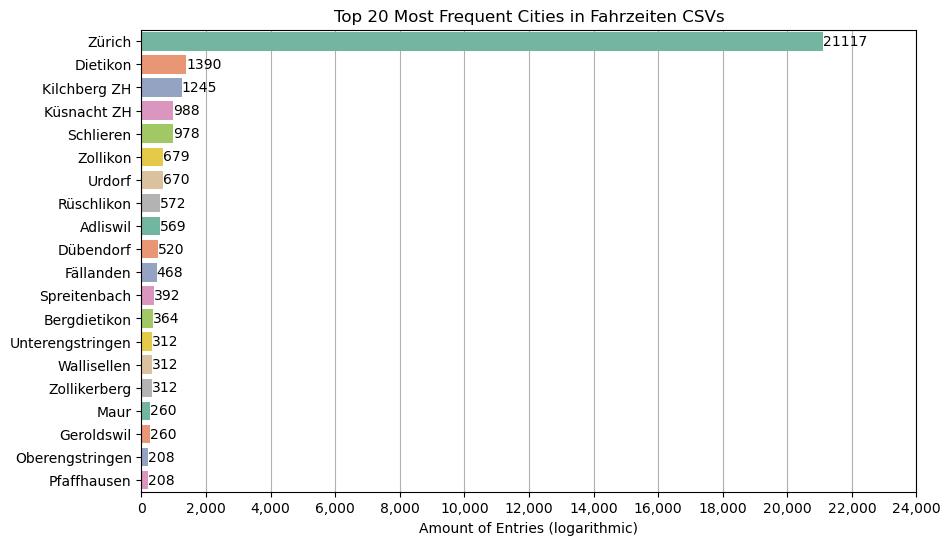 Top 20 Most Frequent Cities in Fahrzeiten CSVs
Zürich 21117
Dietikon 1390
Kilchberg ZH 1245
Küsnacht ZH 988
Schlieren 978
Zollikon 679
Urdorf 670
Rüschlikon 572
Adliswil 569
Dübendorf 520
Fällanden 468
Spreitenbach 392
Bergdietikon 364
Unterengstringen 312
Wallisellen 312
Zollikerberg 312
Maur 260
Geroldswil 260
Oberengstringen 208
Pfaffhausen 208
0 2,000 4,000 6,000 8,000 10,000 12,000 14,000 16,000 18,000 20,000 22,000 24,000
Amount of Entries (logarithmic)